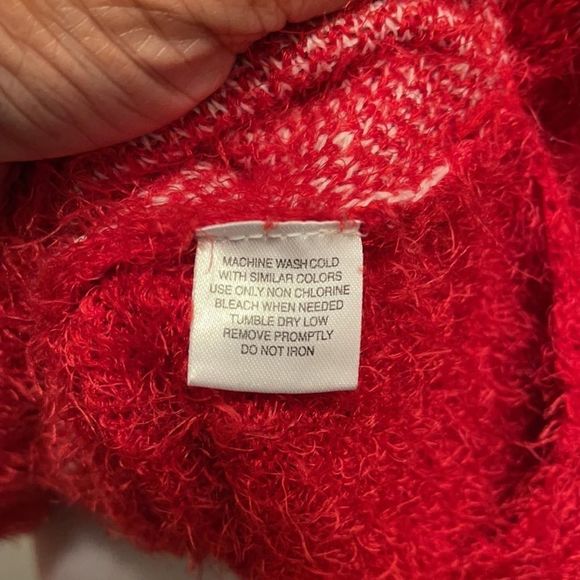 MACHINE WASH COLD
WITH SIMILAR COLORS
USE ONLY NON CHLORINE
BLEACH WHEN NEEDED
TUMBLE DRY LOW
REMOVE PROMPTLY
DO NOT IRON